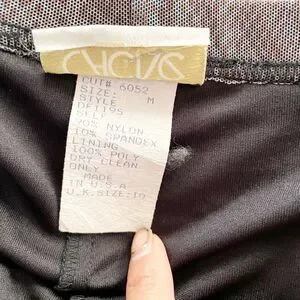 CUT# 6052
SIZE: M
STYLE
DF1195
SELF
90% NYLON
10% SPANDEX
LINING
100% POLY
DRY CLEAN
ONLY
MADE
IN U.S.A
U.K.SIZE:10